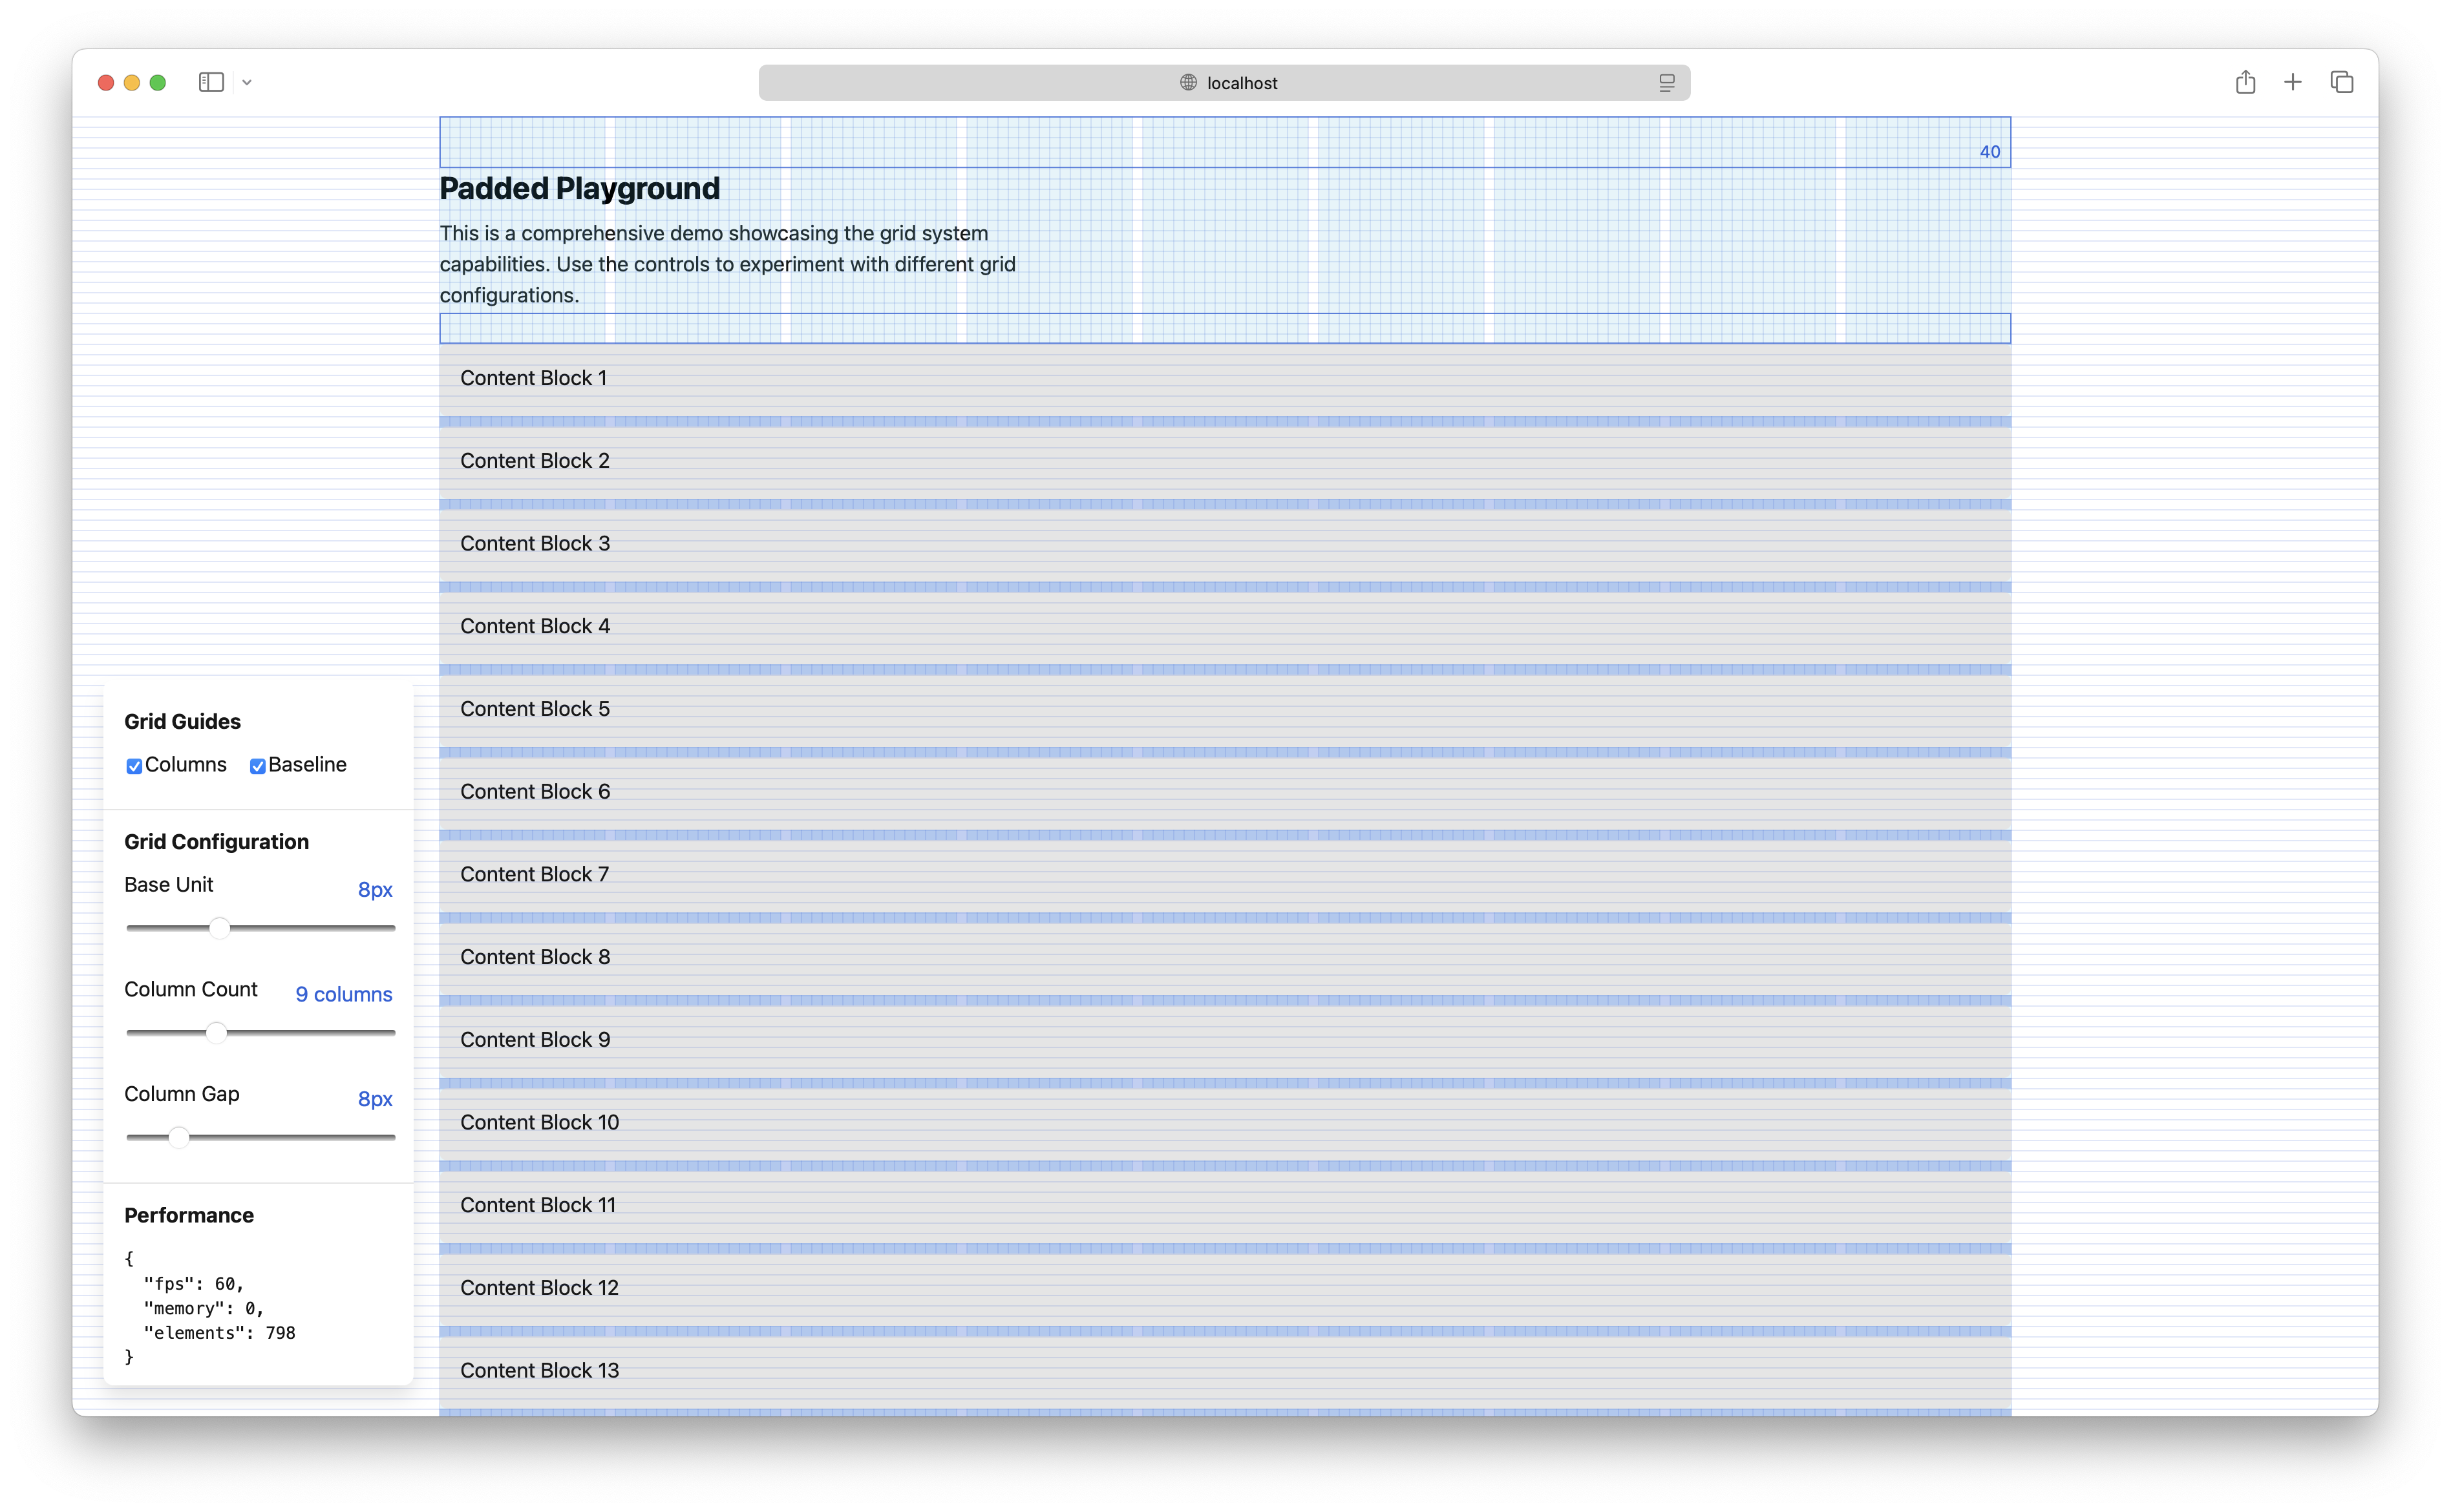 localhost
40
Padded Playground
This is a comprehensive demo showcasing the grid system
capabilities. Use the controls to experiment with different grid
configurations.
Content Block 1
Content Block 2
Content Block 3
Content Block 4
Content Block 5
Content Block 6
Content Block 7
Content Block 8
Content Block 9
Content Block 10
Content Block 11
Content Block 12
Content Block 13
Grid Guides
Columns Baseline
Grid Configuration
Base Unit 8px
Column Count 9 columns
Column Gap 8px
Performance
{
  "fps": 60,
  "memory": 0,
  "elements": 798
}